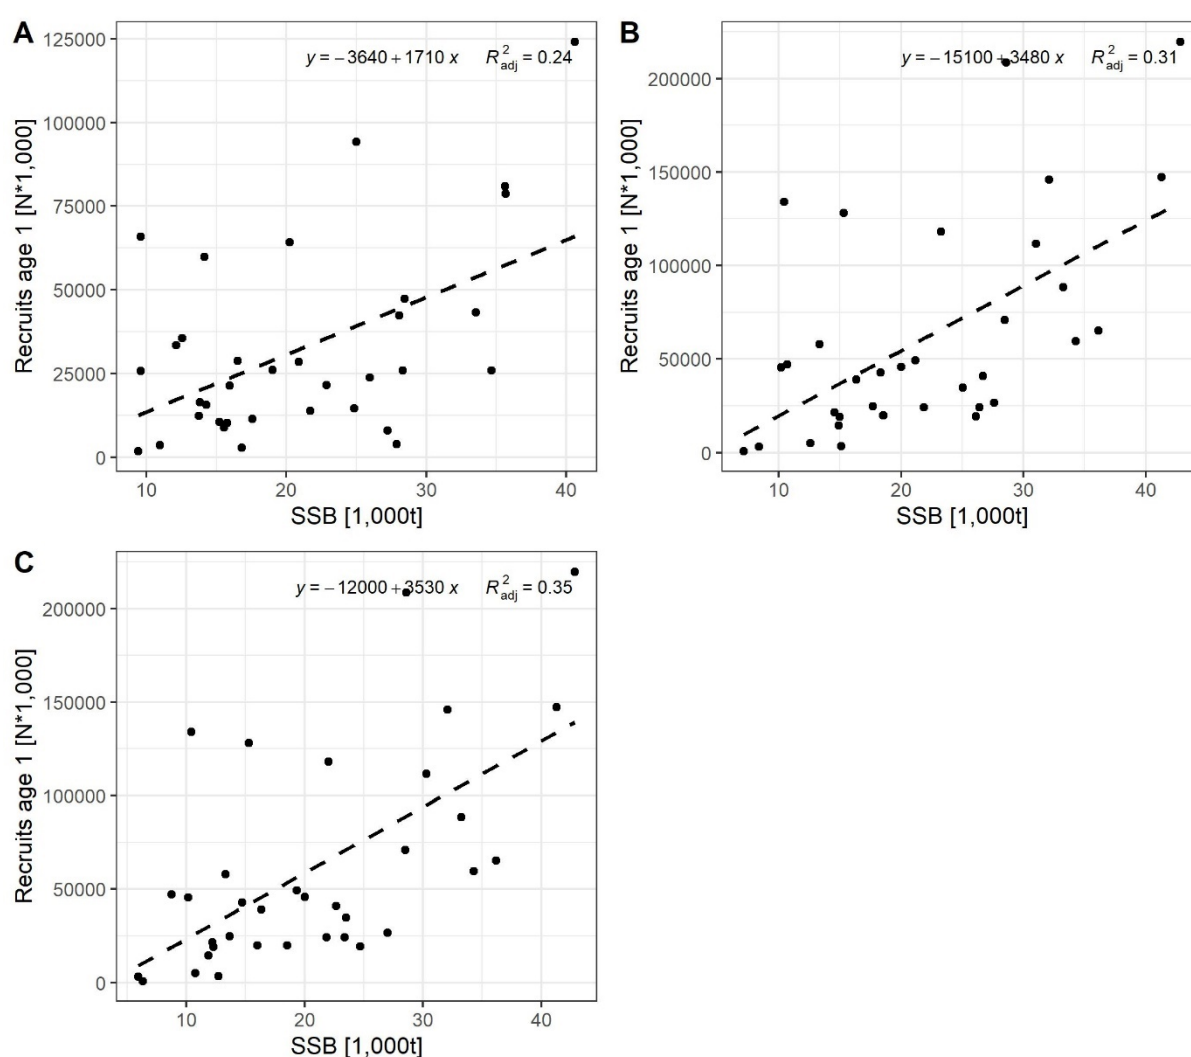 A
y = −3640 + 1710 x R²adj = 0.24
125000
100000
75000
50000
25000
0
Recruits age 1 [N*1,000]
10 20 30 40
SSB [1,000t]
B
y = −15100 + 3480 x R²adj = 0.31
200000
150000
100000
50000
0
Recruits age 1 [N*1,000]
10 20 30 40
SSB [1,000t]
C
y = −12000 + 3530 x R²adj = 0.35
200000
150000
100000
50000
0
Recruits age 1 [N*1,000]
10 20 30 40
SSB [1,000t]